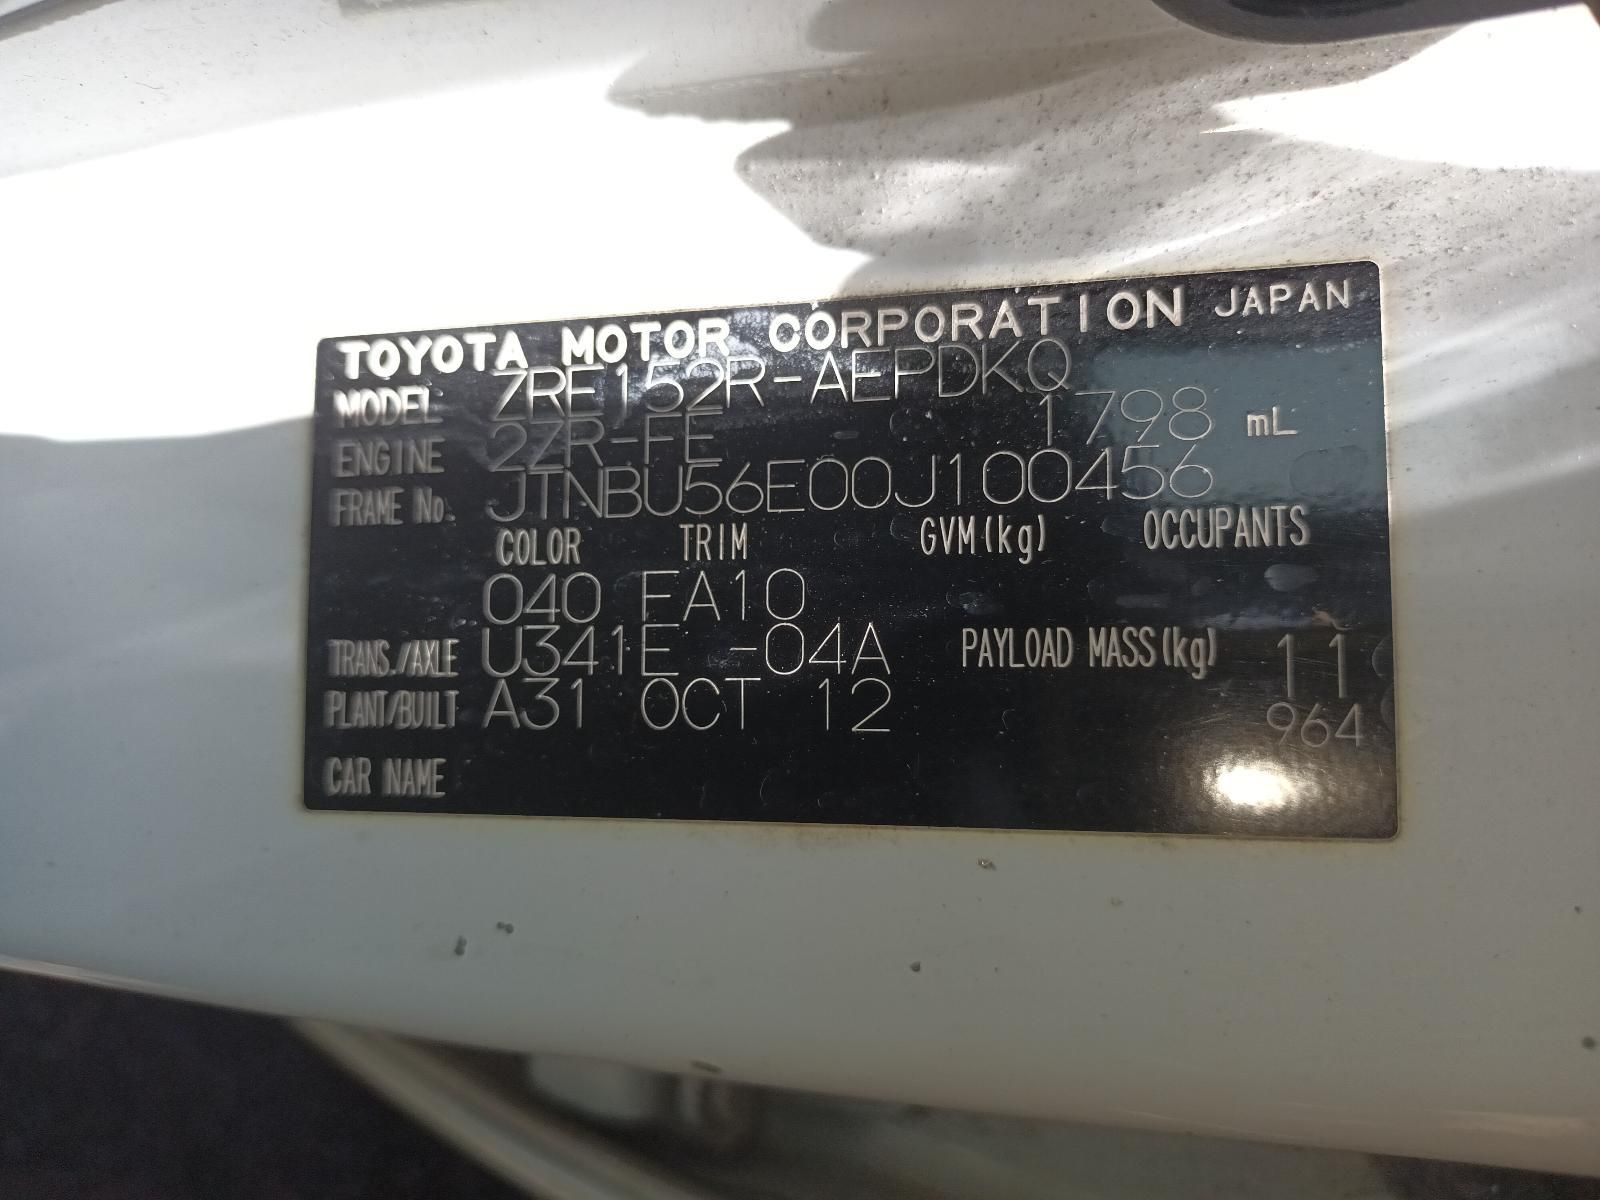 TOYOTA MOTOR CORPORATION JAPAN
MODEL ZRE152R-AEPDKQ
ENGINE 2ZR-FE 1798 mL
FRAME No. JTNBU56E00J100456
COLOR TRIM GVM(kg) OCCUPANTS
040 FA10
TRANS./AXLE U341E -04A PAYLOAD MASS(kg) 11
PLANT/BUILT A31 OCT 12 964
CAR NAME